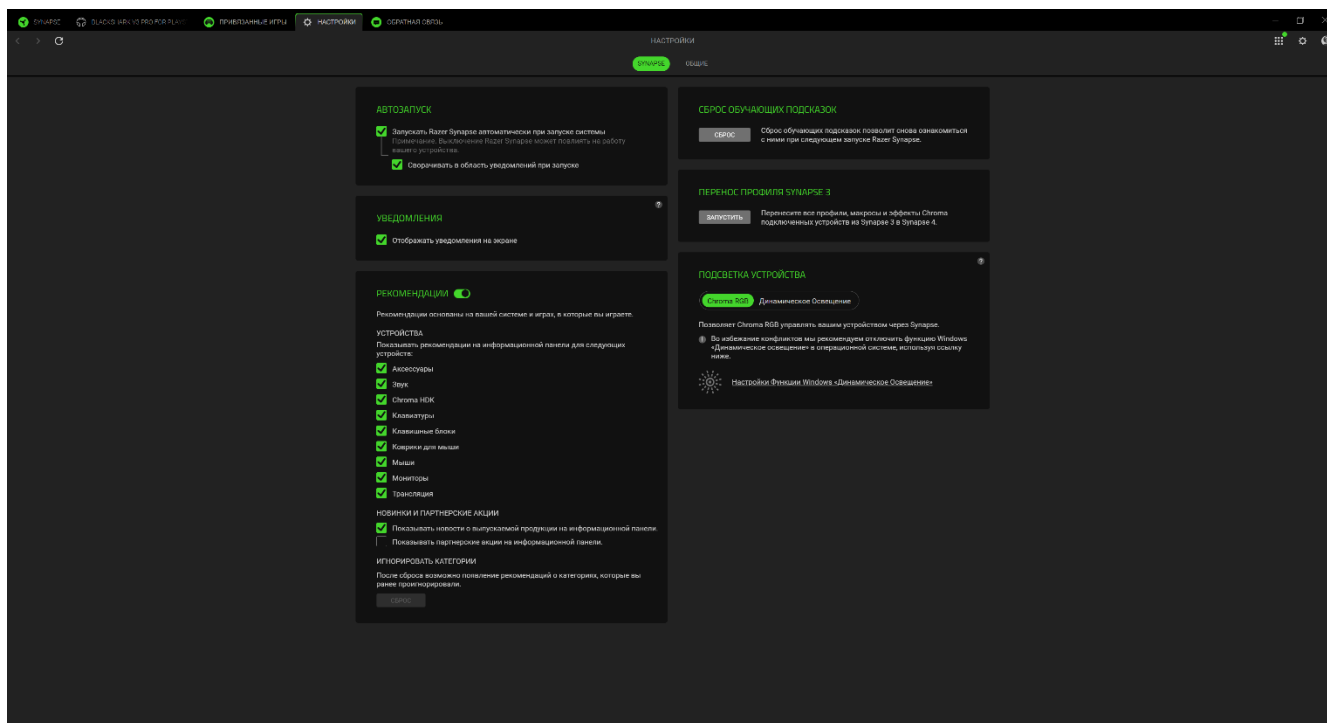 SYNAPSE
BLACKSHARK V3 PRO FOR PLAY
ПРИВЯЗАННЫЕ ИГРЫ
НАСТРОЙКИ
ОБРАТНАЯ СВЯЗЬ
НАСТРОЙКИ
SYNAPSE
ОБЩИЕ
АВТОЗАПУСК
Запускать Razer Synapse автоматически при запуске системы
Примечание. Выключение Razer Synapse может повлиять на работу
вашего устройства.
Сворачивать в область уведомлений при запуске
УВЕДОМЛЕНИЯ
Отображать уведомления на экране
РЕКОМЕНДАЦИИ
Рекомендации основаны на вашей системе и играх, в которые вы играете.
УСТРОЙСТВА
Показывать рекомендации на информационной панели для следующих
устройств:
Аксессуары
Звук
Chroma HDK
Клавиатуры
Клавишные блоки
Коврики для мыши
Мыши
Мониторы
Трансляция
НОВИНКИ И ПАРТНЕРСКИЕ АКЦИИ
Показывать новости о выпускаемой продукции на информационной панели.
Показывать партнерские акции на информационной панели.
ИГНОРИРОВАТЬ КАТЕГОРИИ
После сброса возможно появление рекомендаций о категориях, которые вы
ранее проигнорировали.
СБРОС
СБРОС ОБУЧАЮЩИХ ПОДСКАЗОК
СБРОС
Сброс обучающих подсказок позволит снова ознакомиться
с ними при следующем запуске Razer Synapse.
ПЕРЕНОС ПРОФИЛЯ SYNAPSE 3
ЗАПУСТИТЬ
Перенесите все профили, макросы и эффекты Chroma
подключенных устройств из Synapse 3 в Synapse 4.
ПОДСВЕТКА УСТРОЙСТВА
Chroma RGB
Динамическое Освещение
Позволяет Chroma RGB управлять вашим устройством через Synapse.
Во избежание конфликтов мы рекомендуем отключить функцию Windows
«Динамическое освещение» в операционной системе, используя ссылку
ниже.
Настройки Функции Windows «Динамическое Освещение»